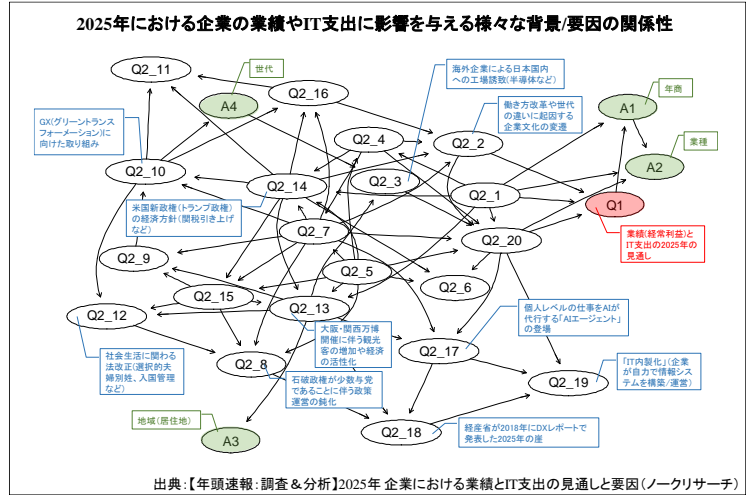 2025年における企業の業績やIT支出に影響を与える様々な背景/要因の関係性
Q2_11
世代
Q2_16
A4
海外企業による日本国内
への工場誘致(半導体など)
働き方改革や世代
の違いに起因する
企業文化の変遷
年商
A1
業種
A2
GX(グリーントランス
フォーメーション)に
向けた取り組み
Q2_4
Q2_2
Q2_10
Q2_14
Q2_3
Q2_1
Q1
米国新政権(トランプ政権)
の経済方針(関税引き上げ
など)
Q2_7
Q2_20
業績(経常利益)と
IT支出の2025年の
見通し
Q2_9
Q2_5
Q2_6
Q2_15
Q2_13
Q2_12
個人レベルの仕事をAIが
代行する「AIエージェント」
の登場
大阪・関西万博
開催に伴う観光
客の増加や経済
の活性化
Q2_17
社会生活に関わる
法改正(選択的夫
婦別姓、入国管理
など)
Q2_8
石破政権が少数与党
であることに伴う政策
運営の鈍化
Q2_19
「IT内製化」(企業
が自力で情報シス
テムを構築/運営)
地域(居住地)
A3
Q2_18
経産省が2018年にDXレポートで
発表した2025年の崖
出典:【年頭速報:調査&分析】2025年 企業における業績とIT支出の見通しと要因(ノークリサーチ)